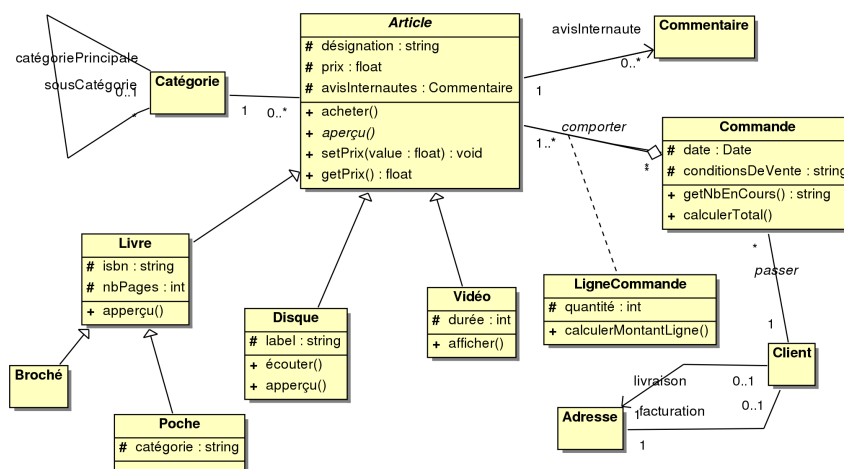 Article
# désignation : string
# prix : float
# avisInternautes : Commentaire
+ acheter()
+ aperçu()
+ setPrix(value : float) : void
+ getPrix() : float
avisInternaute
1
0..*
Commentaire
catégoriePrincipale
sousCatégorie
0..1
*
Catégorie
1
0..*
comporter
1..*
*
*
Commande
# date : Date
# conditionsDeVente : string
+ getNbEnCours() : string
+ calculerTotal()
Livre
# isbn : string
# nbPages : int
+ apperçu()
*
passer
1
LigneCommande
# quantité : int
+ calculerMontantLigne()
Vidéo
# durée : int
+ afficher()
Disque
# label : string
+ écouter()
+ apperçu()
Client
Broché
livraison
0..1
1
facturation
0..1
Adresse
1
Poche
# catégorie : string